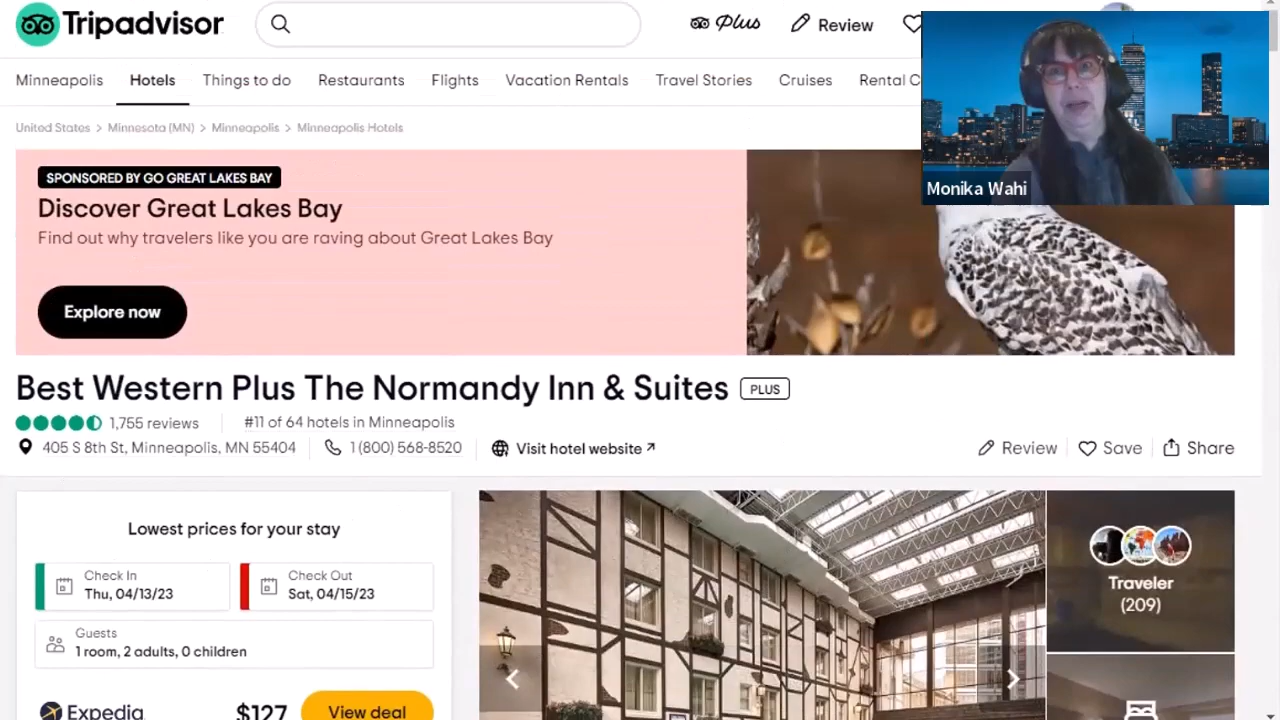 Tripadvisor
Plus
Review
Minneapolis Hotels Things to do Restaurants Flights Vacation Rentals Travel Stories Cruises Rental C
United States > Minnesota (MN) > Minneapolis > Minneapolis Hotels
SPONSORED BY GO GREAT LAKES BAY
Discover Great Lakes Bay
Find out why travelers like you are raving about Great Lakes Bay
Explore now
Monika Wahi
Best Western Plus The Normandy Inn & Suites PLUS
1,755 reviews #11 of 64 hotels in Minneapolis
405 S 8th St, Minneapolis, MN 55404 1 (800) 568-8520 Visit hotel website Review Save Share
Lowest prices for your stay
Check In
Thu, 04/13/23
Check Out
Sat, 04/15/23
Guests
1 room, 2 adults, 0 children
Expedia $127 View deal
Traveler
(209)